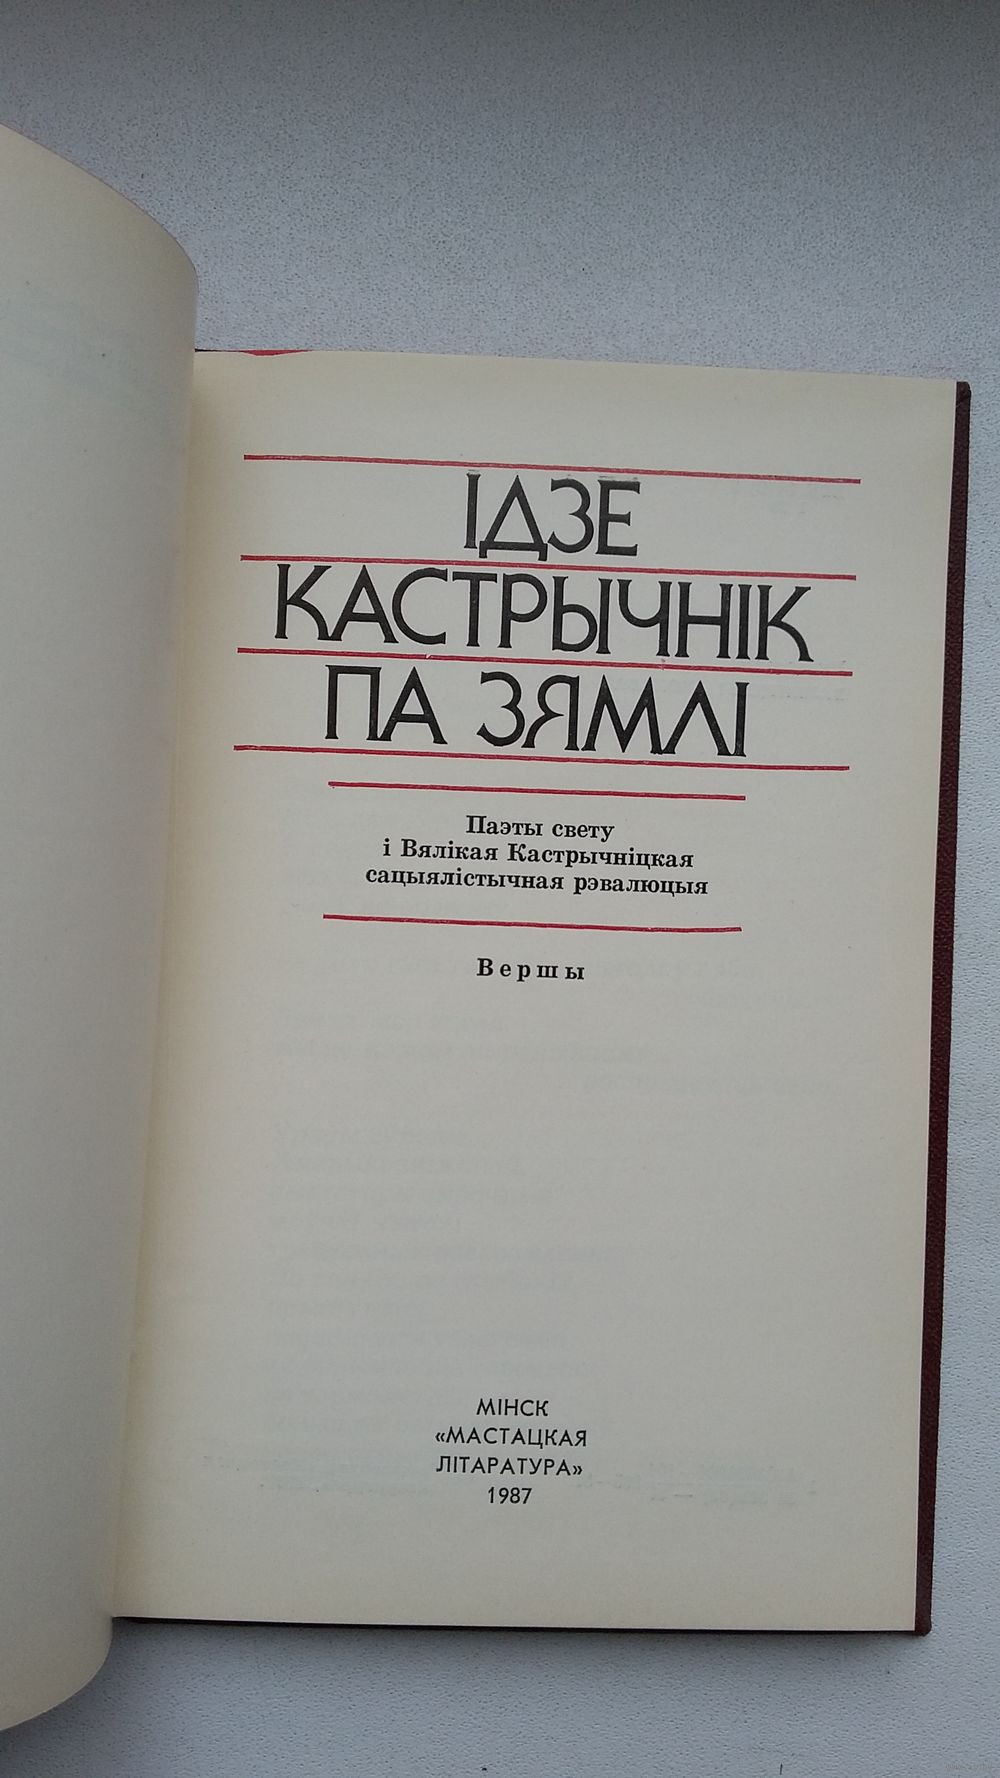 ІДЗЕ
КАСТРЫЧНІК
ПА ЗЯМЛІ
Паэты свету
і Вялікая Кастрычніцкая
сацыялістычная рэвалюцыя
Вершы
МІНСК
«МАСТАЦКАЯ
ЛІТАРАТУРА»
1987